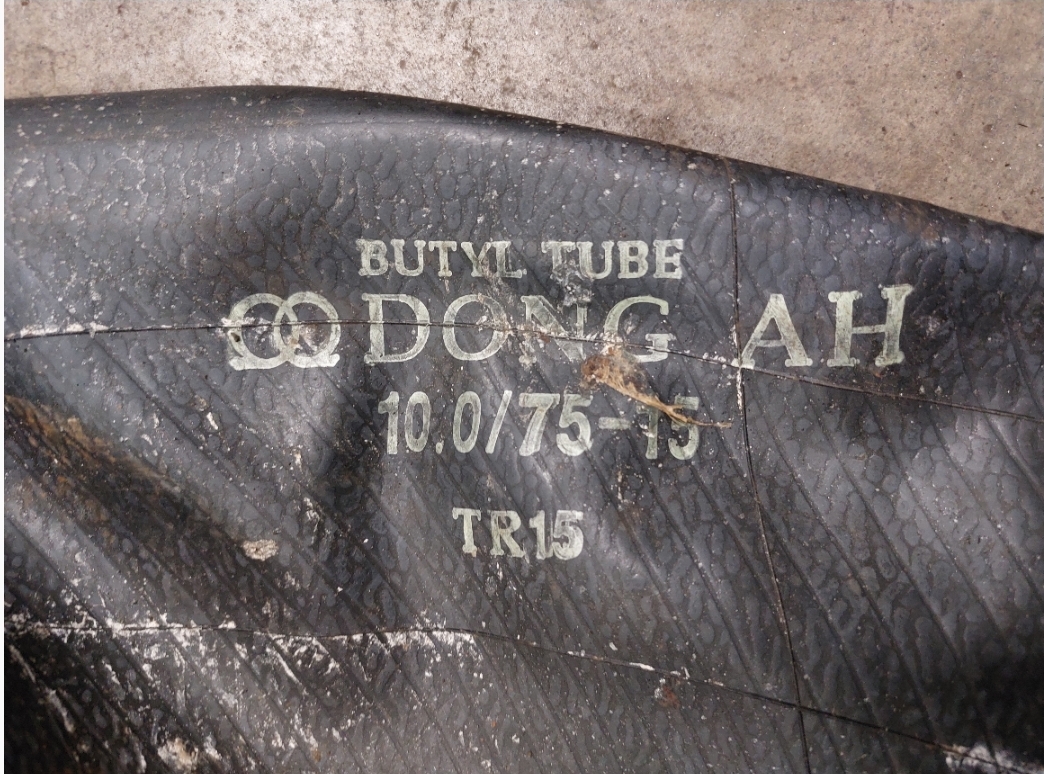 BUTYL TUBE
DONG AH
10.0/75-15
TR15